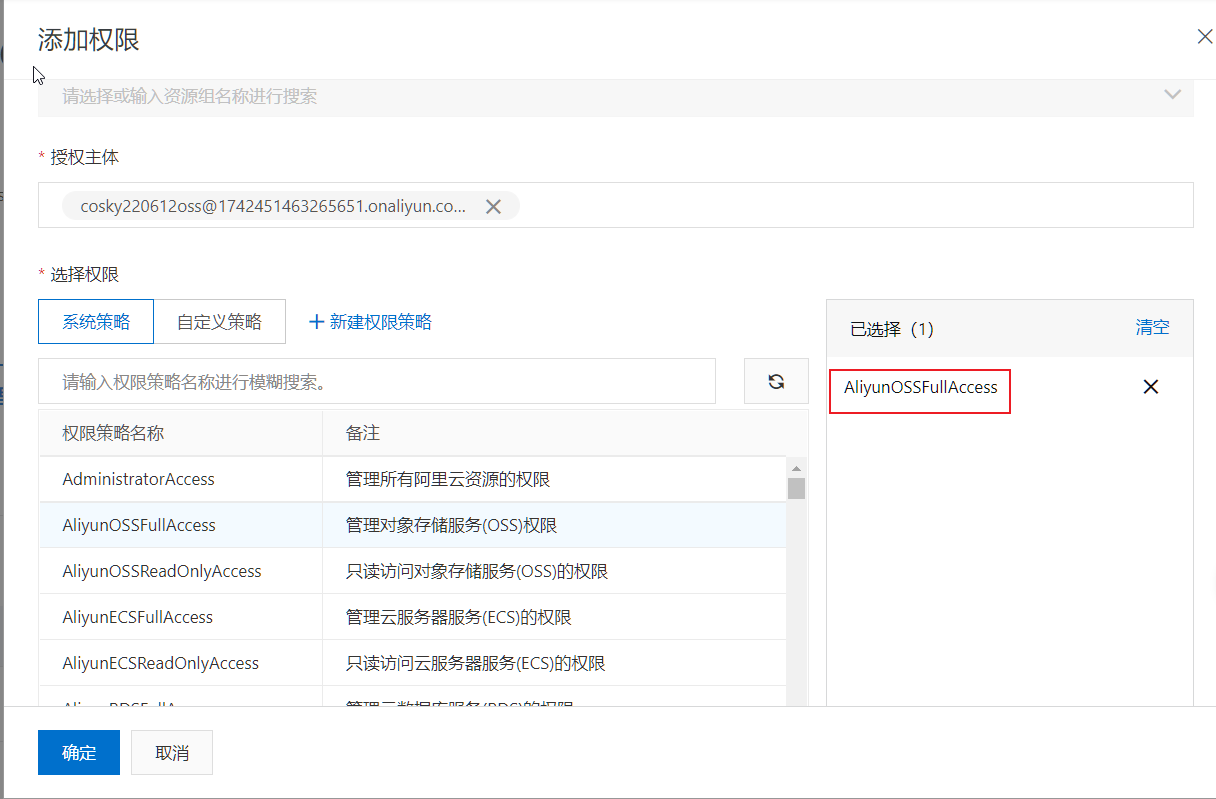 添加权限
请选择或输入资源组名称进行搜索
* 授权主体
cosky220612oss@1742451463265651.onaliyun.co...
* 选择权限
系统策略 自定义策略 + 新建权限策略
已选择（1） 清空
请输入权限策略名称进行模糊搜索。
AliyunOSSFullAccess
权限策略名称 备注
AdministratorAccess 管理所有阿里云资源的权限
AliyunOSSFullAccess 管理对象存储服务(OSS)权限
AliyunOSSReadOnlyAccess 只读访问对象存储服务(OSS)的权限
AliyunECSFullAccess 管理云服务器服务(ECS)的权限
AliyunECSReadOnlyAccess 只读访问云服务器服务(ECS)的权限
确定 取消